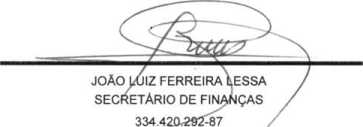 JOÃO LUIZ FERREIRA LESSA
SECRETÁRIO DE FINANÇAS
334.420.292-87